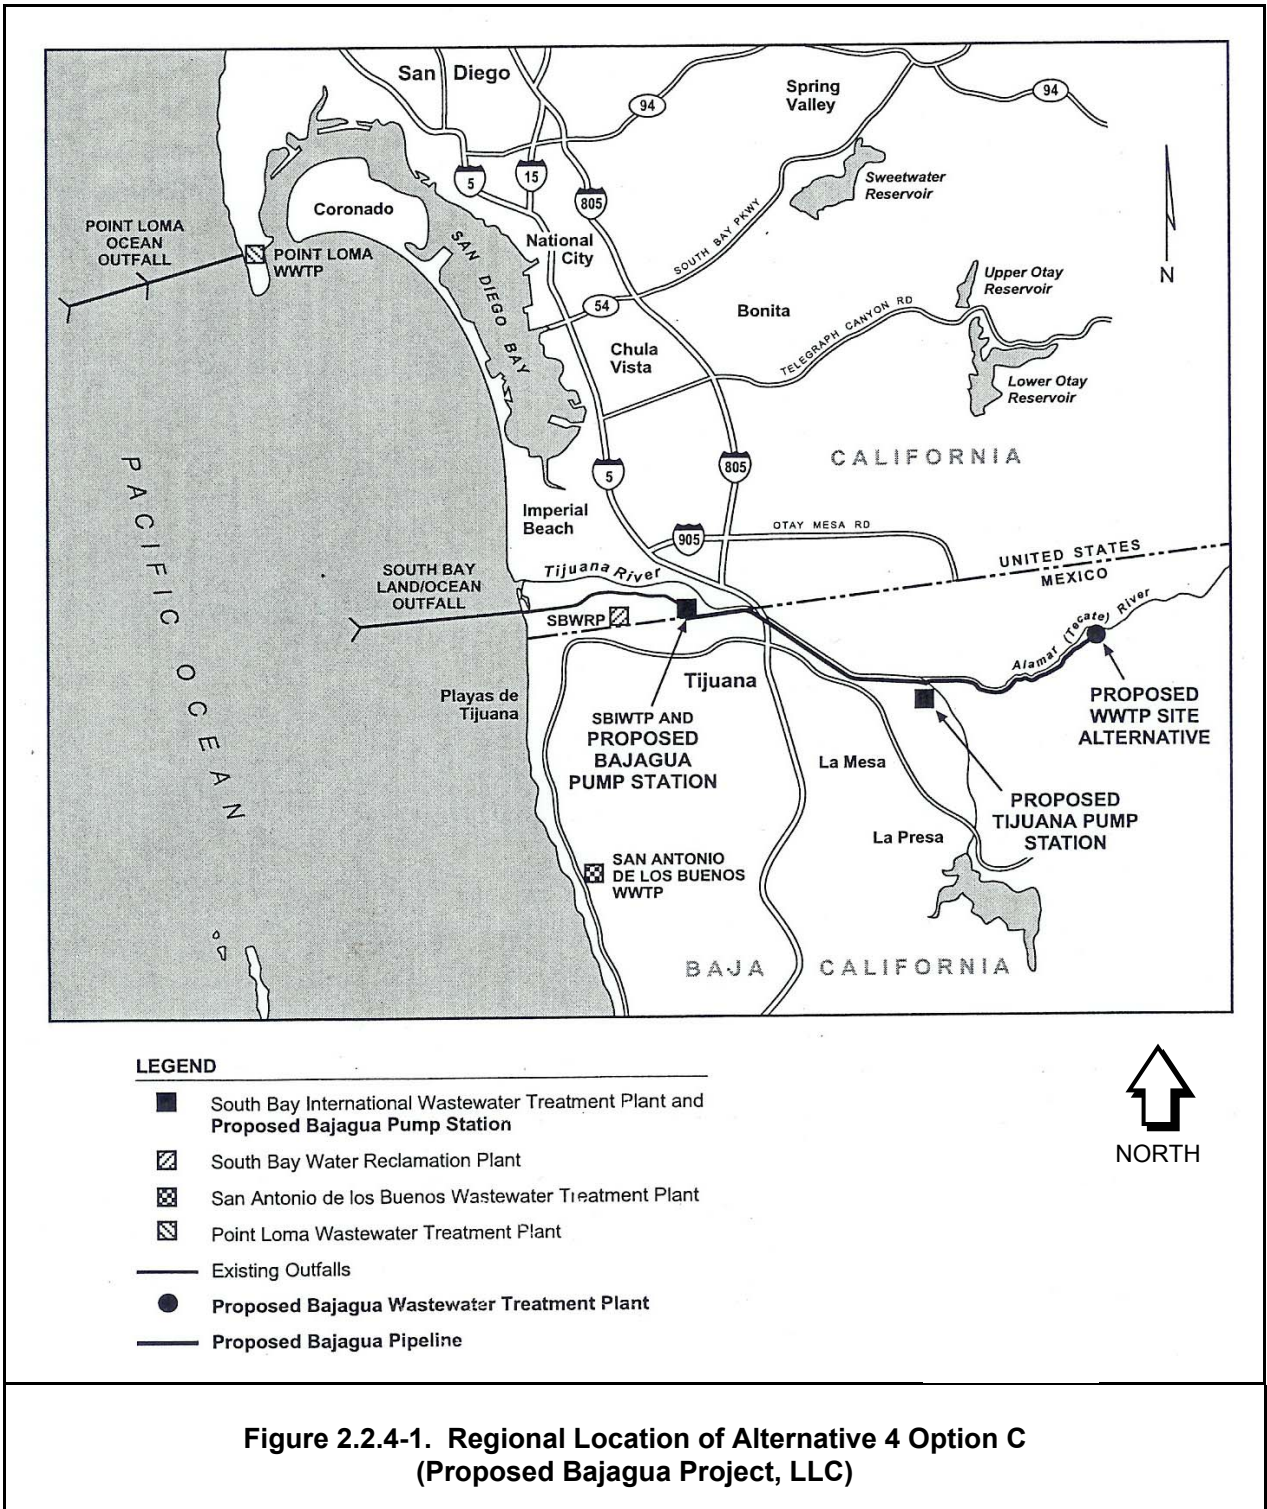 San Diego
94
Spring
Valley
94
5
15
805
Sweetwater
Reservoir
Coronado
POINT LOMA
OCEAN
OUTFALL
POINT LOMA
WWTP
SAN DIEGO BAY
National
City
SOUTH BAY PKWY
Upper Otay
Reservoir
N
54
Bonita
TELEGRAPH CANYON RD
Chula
Vista
Lower Otay
Reservoir
CALIFORNIA
5
805
PACIFIC OCEAN
Imperial
Beach
905
OTAY MESA RD
UNITED STATES
MEXICO
SOUTH BAY
LAND/OCEAN
OUTFALL
Tijuana River
SBWRP
Alamar (Tecate) River
Playas de
Tijuana
Tijuana
SBIWTP AND
PROPOSED
BAJAGUA
PUMP STATION
PROPOSED
WWTP SITE
ALTERNATIVE
La Mesa
PROPOSED
TIJUANA PUMP
STATION
La Presa
SAN ANTONIO
DE LOS BUENOS
WWTP
BAJA CALIFORNIA
LEGEND
South Bay International Wastewater Treatment Plant and
Proposed Bajagua Pump Station
South Bay Water Reclamation Plant
San Antonio de los Buenos Wastewater Treatment Plant
Point Loma Wastewater Treatment Plant
Existing Outfalls
Proposed Bajagua Wastewater Treatment Plant
Proposed Bajagua Pipeline
NORTH
Figure 2.2.4-1. Regional Location of Alternative 4 Option C
(Proposed Bajagua Project, LLC)